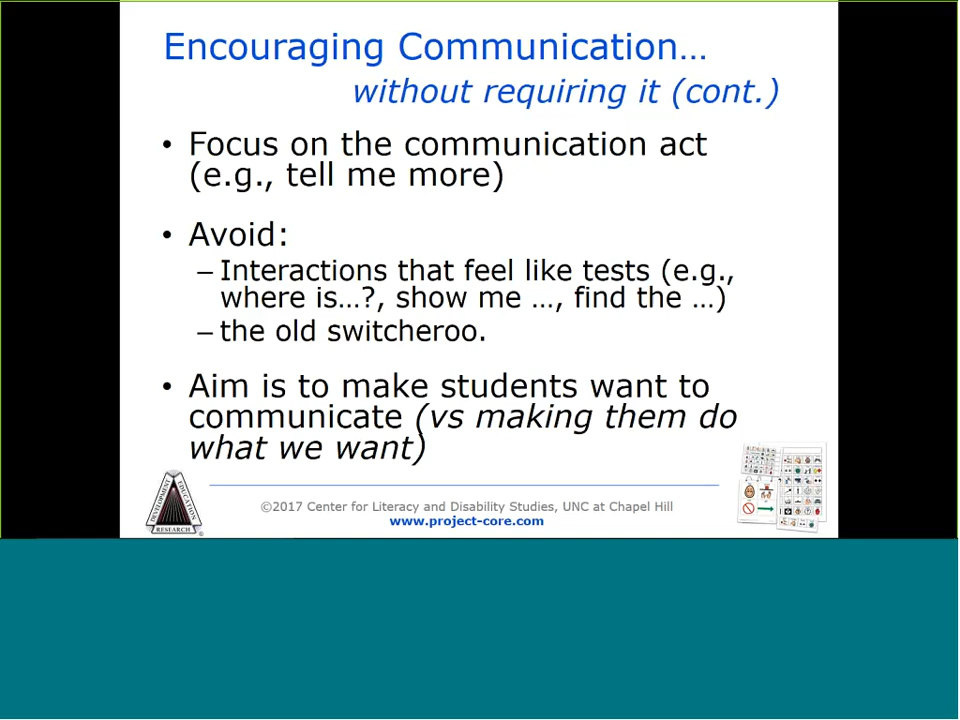 Encouraging Communication…
without requiring it (cont.)
• Focus on the communication act
(e.g., tell me more)
• Avoid:
– Interactions that feel like tests (e.g.,
where is…?, show me …, find the …)
– the old switcheroo.
• Aim is to make students want to
communicate (vs making them do
what we want)
DEVELOPMENT
EDUCATION
RESEARCH
®
©2017 Center for Literacy and Disability Studies, UNC at Chapel Hill
www.project-core.com